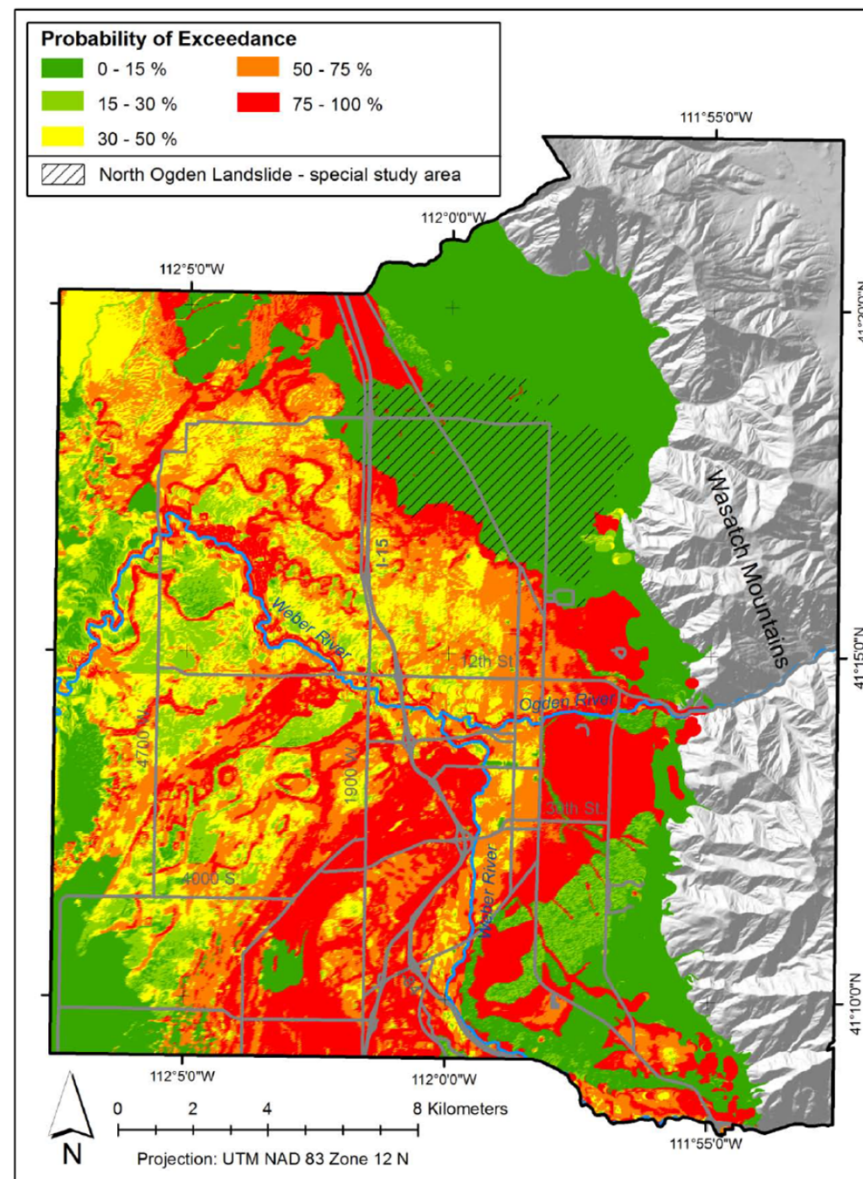 Probability of Exceedance
0 - 15 %
50 - 75 %
15 - 30 %
75 - 100 %
30 - 50 %
North Ogden Landslide - special study area
111°55'0"W
112°0'0"W
112°5'0"W
Wasatch Mountains
I-15
Weber River
12th St.
41°15'0"N
Ogden River
4700 W.
1900 W.
4000 S.
Weber River
41°10'0"N
112°5'0"W
112°0'0"W
111°55'0"W
0 2 4 8 Kilometers
N
Projection: UTM NAD 83 Zone 12 N